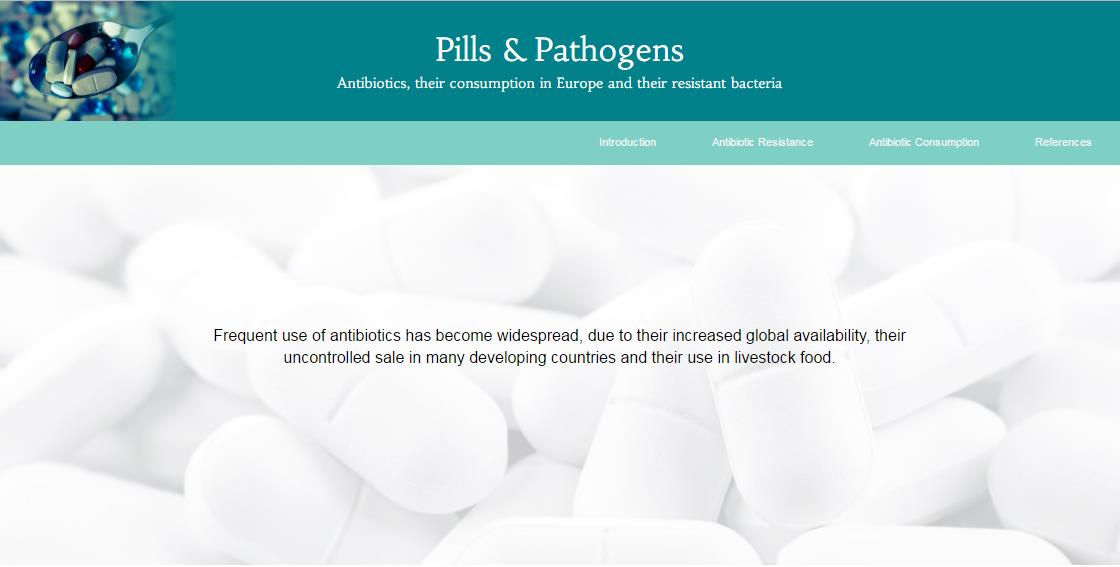 Pills & Pathogens
Antibiotics, their consumption in Europe and their resistant bacteria
Introduction
Antibiotic Resistance
Antibiotic Consumption
References
Frequent use of antibiotics has become widespread, due to their increased global availability, their
uncontrolled sale in many developing countries and their use in livestock food.